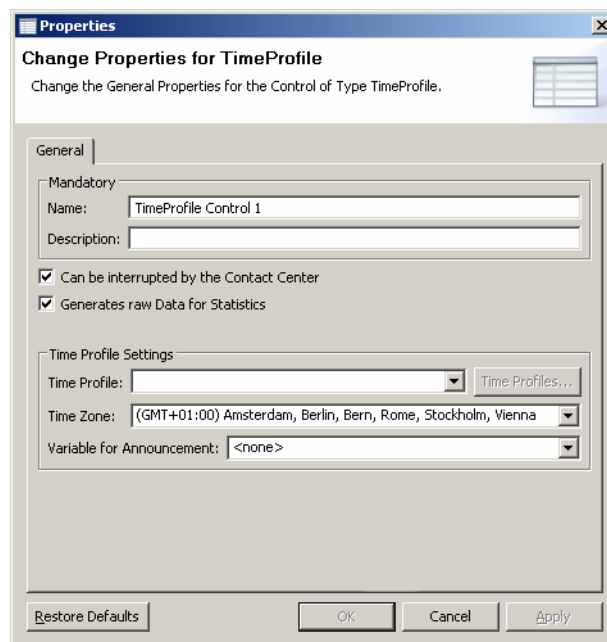 Properties
Change Properties for TimeProfile
Change the General Properties for the Control of Type TimeProfile.
General
Mandatory
Name: TimeProfile Control 1
Description:
Can be interrupted by the Contact Center
Generates raw Data for Statistics
Time Profile Settings
Time Profile: Time Profiles...
Time Zone: (GMT+01:00) Amsterdam, Berlin, Bern, Rome, Stockholm, Vienna
Variable for Announcement: <none>
Restore Defaults OK Cancel Apply